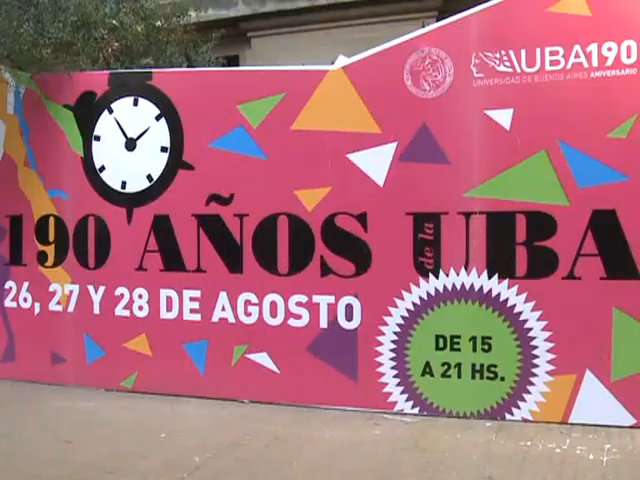 UBA190
UNIVERSIDAD DE BUENOS AIRES ANIVERSARIO
190 AÑOS de la UBA
26, 27 Y 28 DE AGOSTO
DE 15
A 21 HS.